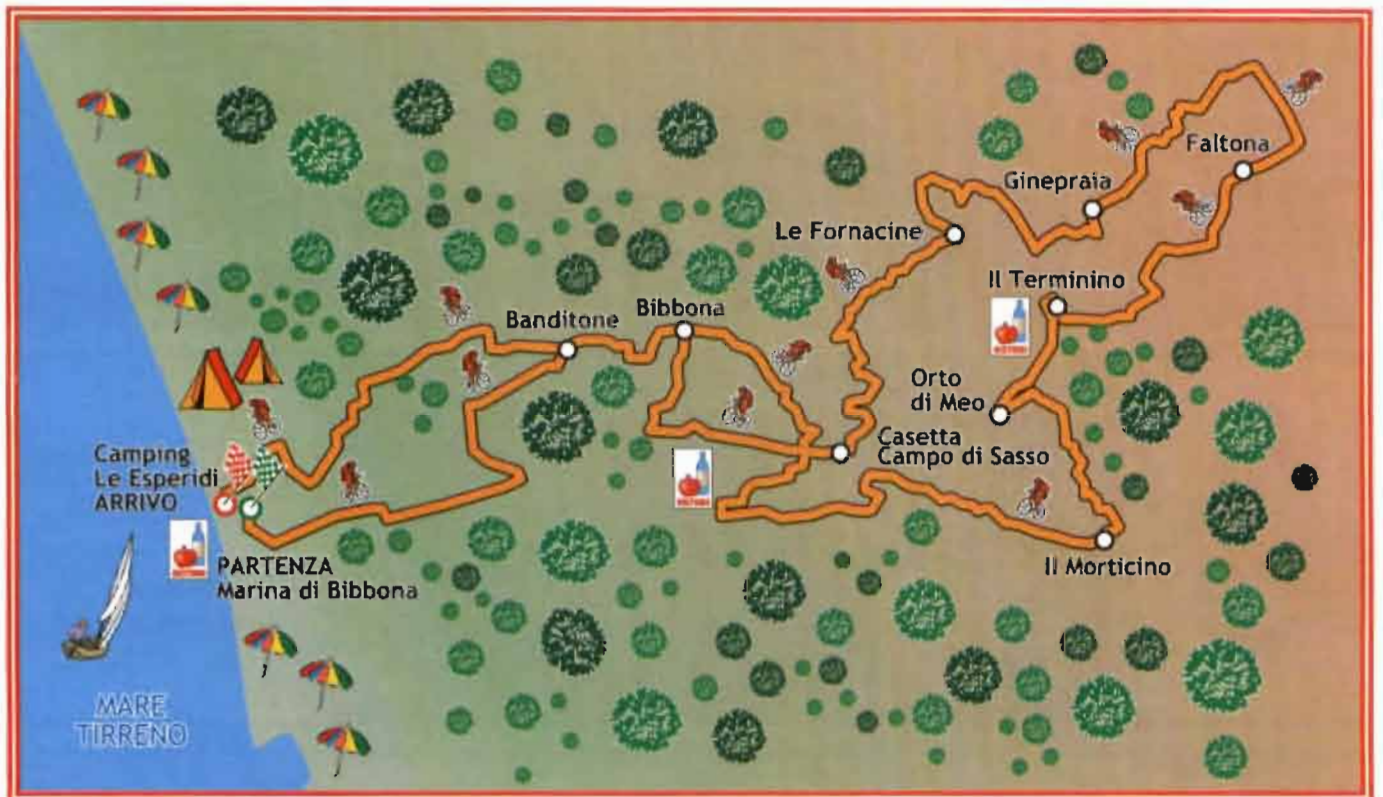 Faltona
Ginepraia
Le Fornacine
Il Terminino
Bibbona
Banditone
Orto
di Meo
Casetta
Campo di Sasso
Camping
Le Esperidi
ARRIVO
PARTENZA
Marina di Bibbona
Il Morticino
MARE
TIRRENO